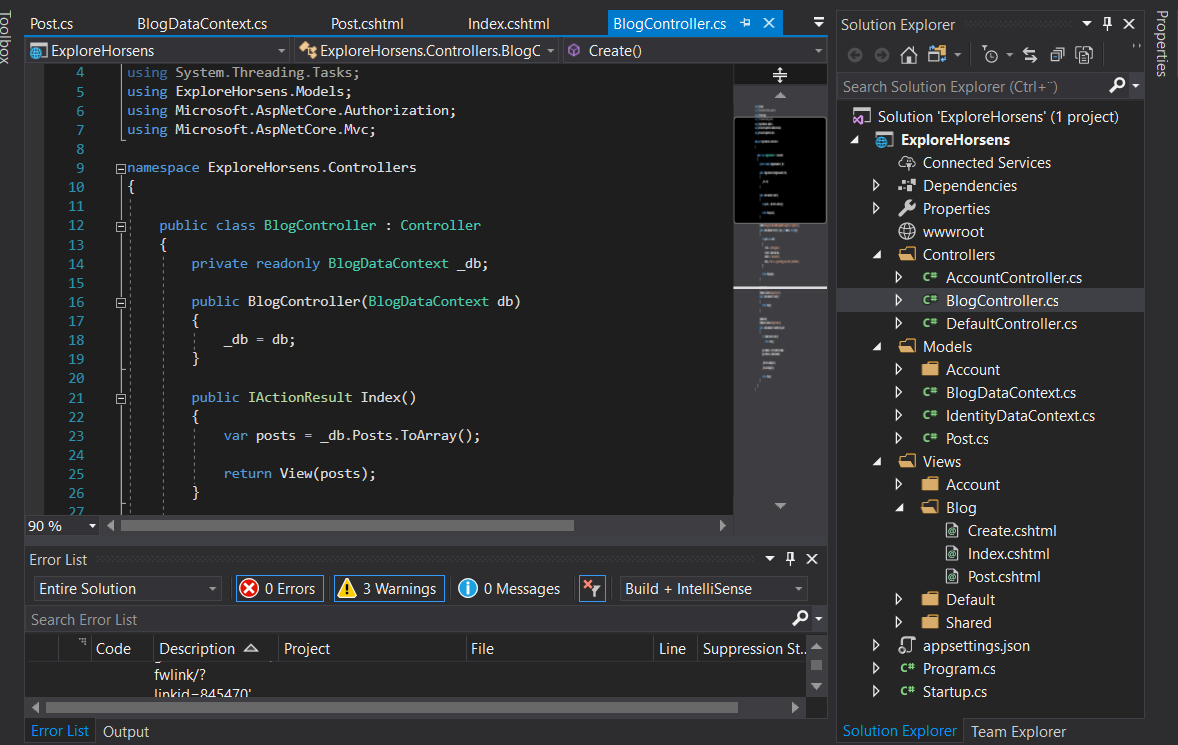 Toolbox
Post.cs
BlogDataContext.cs
Post.cshtml
Index.cshtml
BlogController.cs
ExploreHorsens
ExploreHorsens.Controllers.BlogC
Create()
4 using System.Threading.Tasks;
5 using ExploreHorsens.Models;
6 using Microsoft.AspNetCore.Authorization;
7 using Microsoft.AspNetCore.Mvc;
8
9 namespace ExploreHorsens.Controllers
10 {
11
12 public class BlogController : Controller
13 {
14 private readonly BlogDataContext _db;
15
16 public BlogController(BlogDataContext db)
17 {
18 _db = db;
19 }
20
21 public IActionResult Index()
22 {
23 var posts = _db.Posts.ToArray();
24
25 return View(posts);
26 }
27
90 %
Error List
Entire Solution
0 Errors
3 Warnings
0 Messages
Build + IntelliSense
Search Error List
Code
Description
Project
File
Line
Suppression St..
fwlink/?
linkid=845470'
Error List
Output
Solution Explorer
Search Solution Explorer (Ctrl+¨)
Solution 'ExploreHorsens' (1 project)
ExploreHorsens
Connected Services
Dependencies
Properties
wwwroot
Controllers
C# AccountController.cs
C# BlogController.cs
C# DefaultController.cs
Models
Account
C# BlogDataContext.cs
C# IdentityDataContext.cs
C# Post.cs
Views
Account
Blog
Create.cshtml
Index.cshtml
Post.cshtml
Default
Shared
appsettings.json
C# Program.cs
C# Startup.cs
Solution Explorer
Team Explorer
Properties